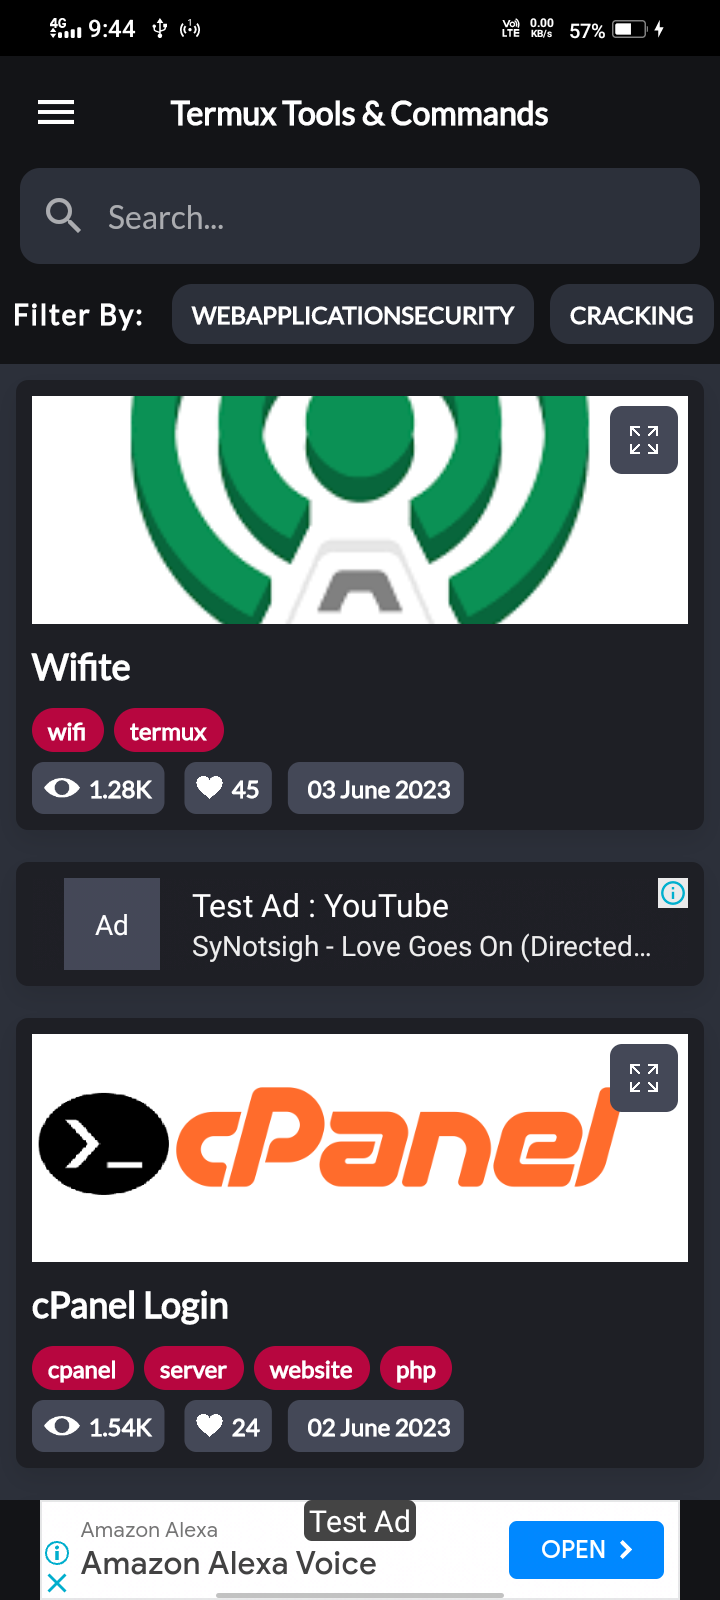 4G 9:44 Vo) LTE 0.00 KB/s 57%
Termux Tools & Commands
Search...
Filter By: WEBAPPLICATIONSECURITY CRACKING
Wifite
wifi termux
1.28K 45 03 June 2023
Ad
Test Ad : YouTube
SyNotsigh - Love Goes On (Directed...
>_ cPanel
cPanel Login
cpanel server website php
1.54K 24 02 June 2023
Test Ad
Amazon Alexa
Amazon Alexa Voice
OPEN